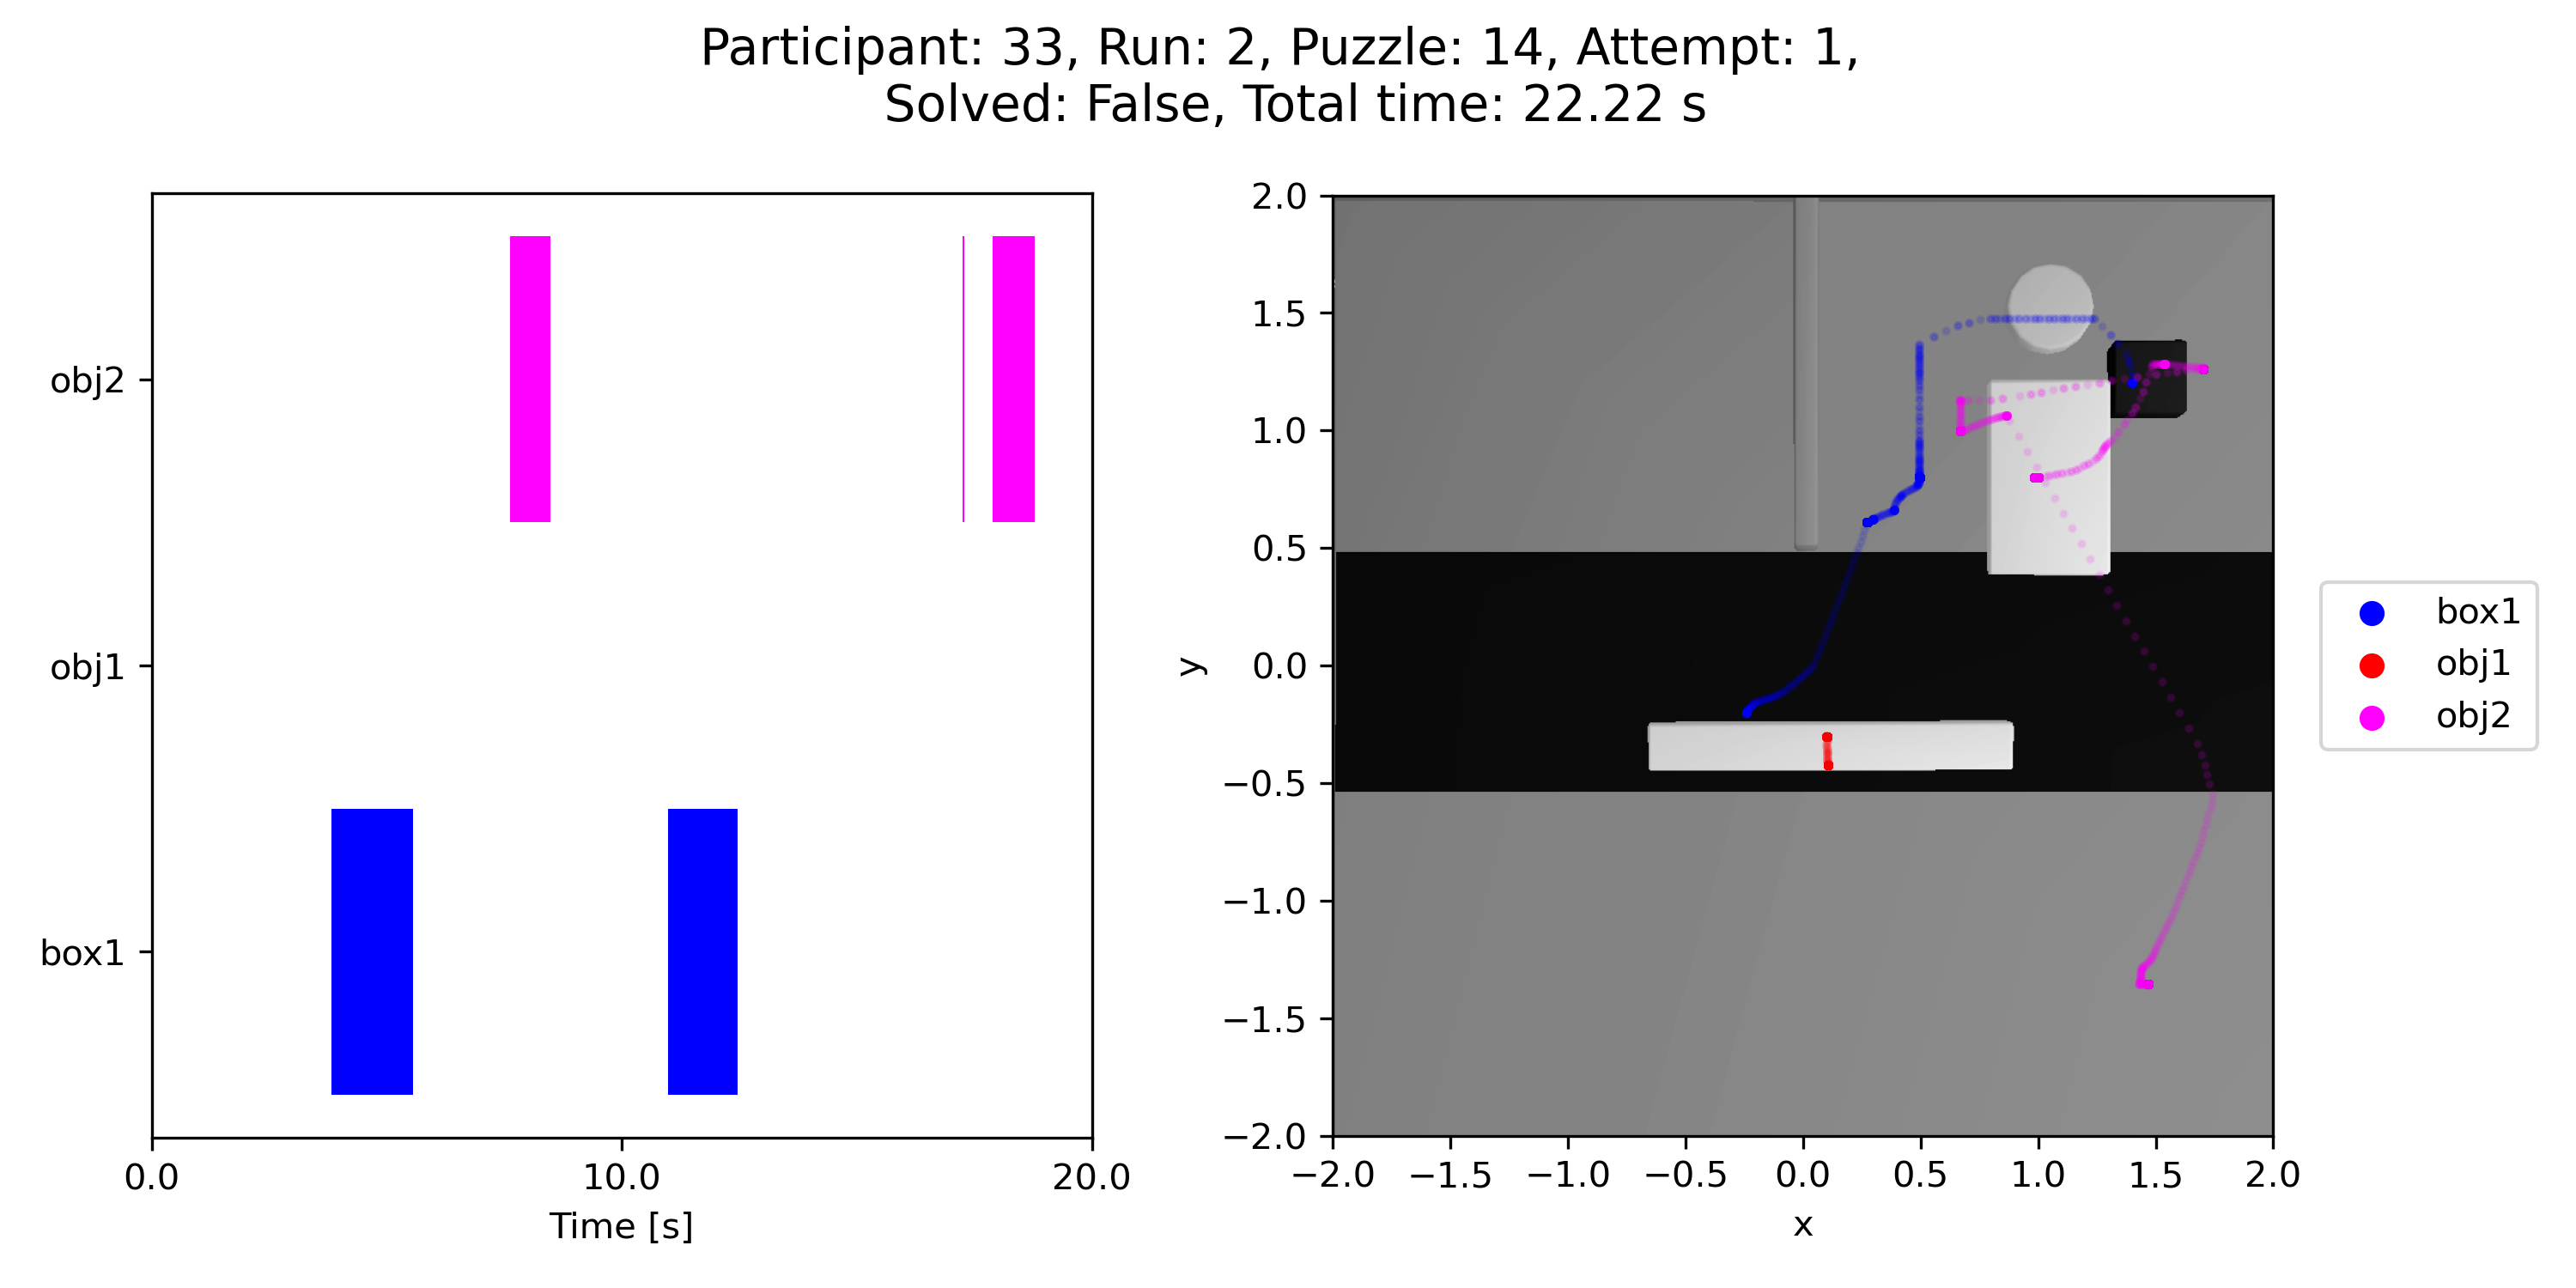 Participant: 33, Run: 2, Puzzle: 14, Attempt: 1,
Solved: False, Total time: 22.22 s
obj2
obj1
box1
0.0 10.0 20.0
Time [s]
2.0
1.5
1.0
0.5
0.0
−0.5
−1.0
−1.5
−2.0
y
−2.0 −1.5 −1.0 −0.5 0.0 0.5 1.0 1.5 2.0
x
box1
obj1
obj2